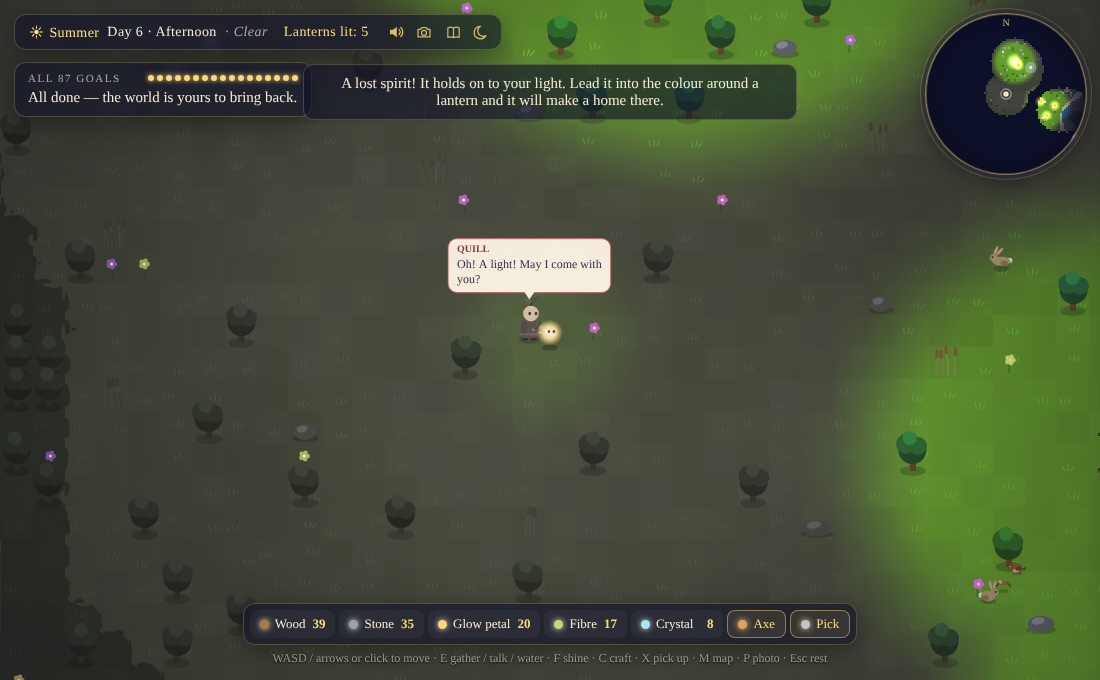 Summer Day 6 · Afternoon · Clear Lanterns lit: 5
N
ALL 87 GOALS
All done — the world is yours to bring back.
A lost spirit! It holds on to your light. Lead it into the colour around a
lantern and it will make a home there.
QUILL
Oh! A light! May I come with
you?
Wood 39 Stone 35 Glow petal 20 Fibre 17 Crystal 8 Axe Pick
WASD / arrows or click to move · E gather / talk / water · F shine · C craft · X pick up · M map · P photo · Esc rest